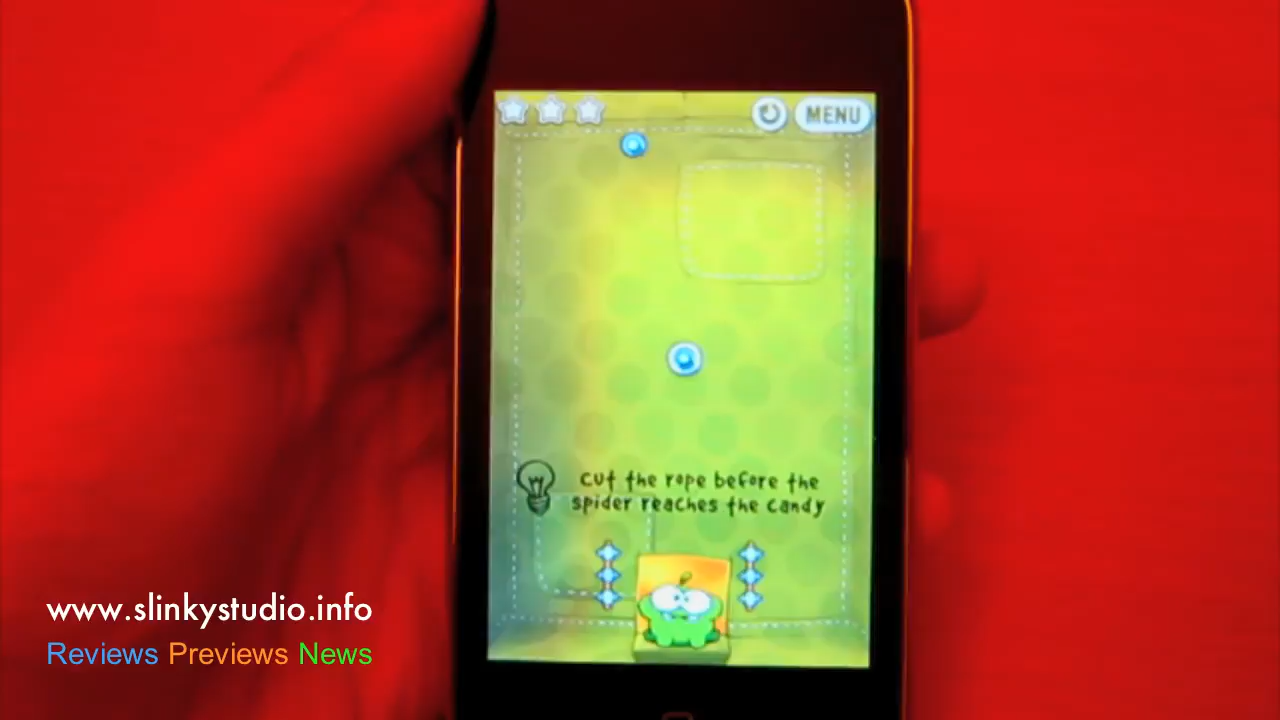 MENU
cut the rope before the
spider reaches the candy
www.slinkystudio.info
Reviews Previews News